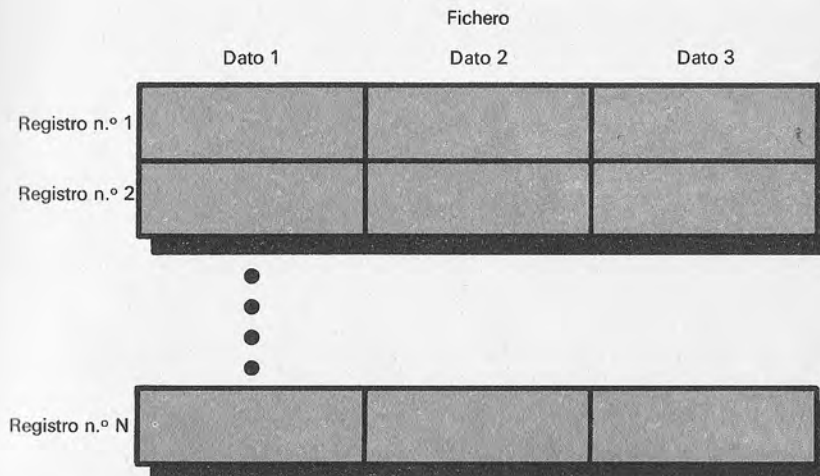 Fichero
Dato 1 Dato 2 Dato 3
Registro n.º 1
Registro n.º 2
Registro n.º N